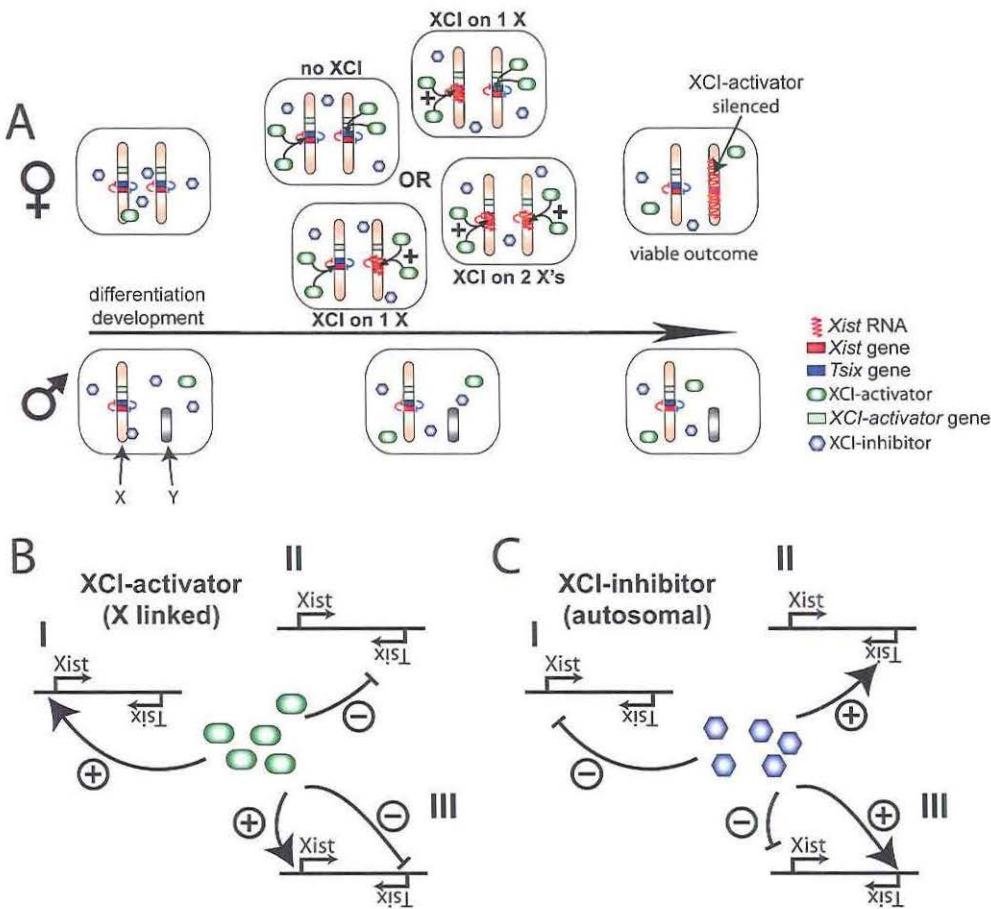 A
♀
no XCI
XCI on 1 X
OR
XCI on 1 X
XCI on 2 X's
XCI-activator
silenced
viable outcome
differentiation
development
♂
X
Y
Xist RNA
Xist gene
Tsix gene
XCI-activator
XCI-activator gene
XCI-inhibitor
B
XCI-activator
(X linked)
I
Xist
Tsix
+
II
Xist
Tsix
−
III
+
−
Xist
Tsix
C
XCI-inhibitor
(autosomal)
I
Xist
Tsix
−
II
Xist
Tsix
+
III
−
+
Xist
Tsix